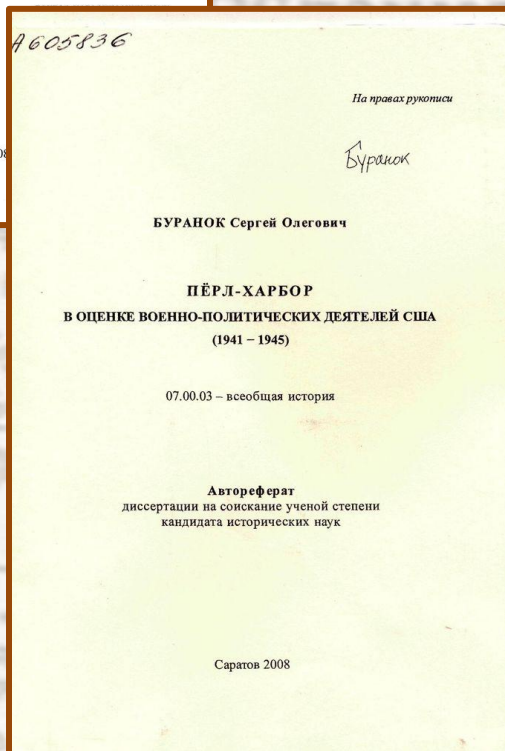 А605836
На правах рукописи
Буранок
БУРАНОК Сергей Олегович
ПЁРЛ-ХАРБОР
В ОЦЕНКЕ ВОЕННО-ПОЛИТИЧЕСКИХ ДЕЯТЕЛЕЙ США
(1941 – 1945)
07.00.03 – всеобщая история
Автореферат
диссертации на соискание ученой степени
кандидата исторических наук
Саратов 2008